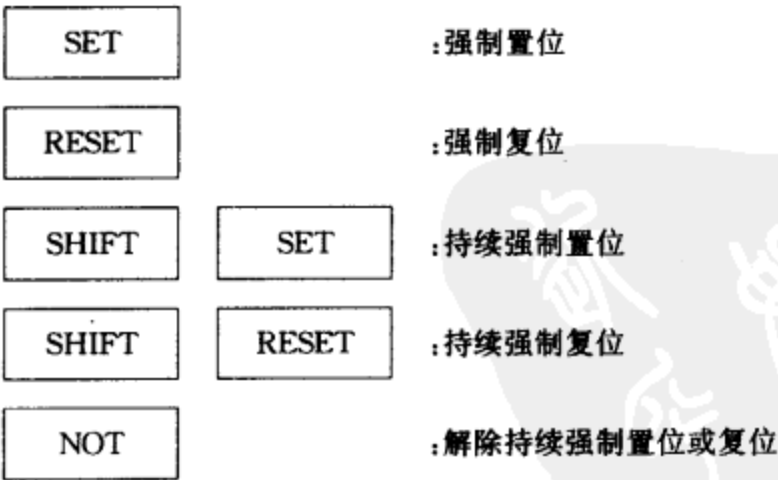 SET :强制置位
RESET :强制复位
SHIFT SET :持续强制置位
SHIFT RESET :持续强制复位
NOT :解除持续强制置位或复位